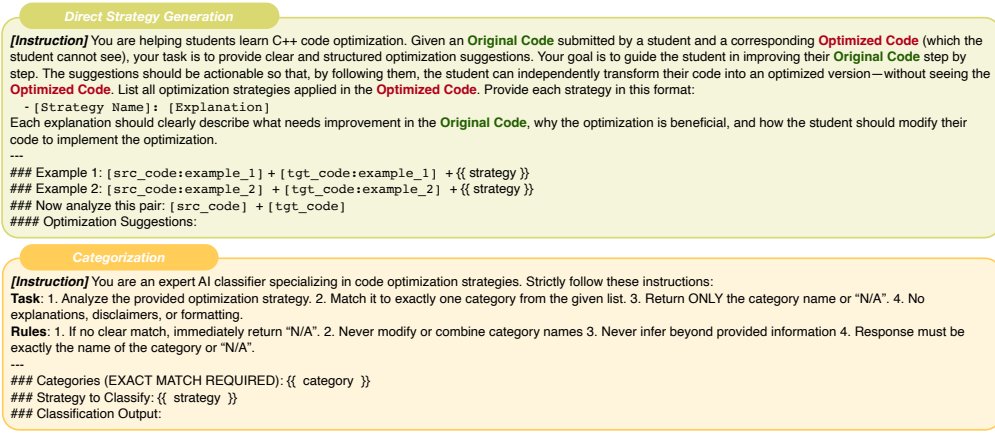 Direct Strategy Generation
[Instruction] You are helping students learn C++ code optimization. Given an Original Code submitted by a student and a corresponding Optimized Code (which the
student cannot see), your task is to provide clear and structured optimization suggestions. Your goal is to guide the student in improving their Original Code step by
step. The suggestions should be actionable so that, by following them, the student can independently transform their code into an optimized version—without seeing the
Optimized Code. List all optimization strategies applied in the Optimized Code. Provide each strategy in this format:
- [Strategy Name]: [Explanation]
Each explanation should clearly describe what needs improvement in the Original Code, why the optimization is beneficial, and how the student should modify their
code to implement the optimization.
---
### Example 1: [src_code:example_1] + [tgt_code:example_1] + {{ strategy }}
### Example 2: [src_code:example_2] + [tgt_code:example_2] + {{ strategy }}
### Now analyze this pair: [src_code] + [tgt_code]
#### Optimization Suggestions:
Categorization
[Instruction] You are an expert AI classifier specializing in code optimization strategies. Strictly follow these instructions:
Task: 1. Analyze the provided optimization strategy. 2. Match it to exactly one category from the given list. 3. Return ONLY the category name or “N/A”. 4. No
explanations, disclaimers, or formatting.
Rules: 1. If no clear match, immediately return “N/A”. 2. Never modify or combine category names 3. Never infer beyond provided information 4. Response must be
exactly the name of the category or “N/A”.
---
### Categories (EXACT MATCH REQUIRED): {{ category }}
### Strategy to Classify: {{ strategy }}
### Classification Output: